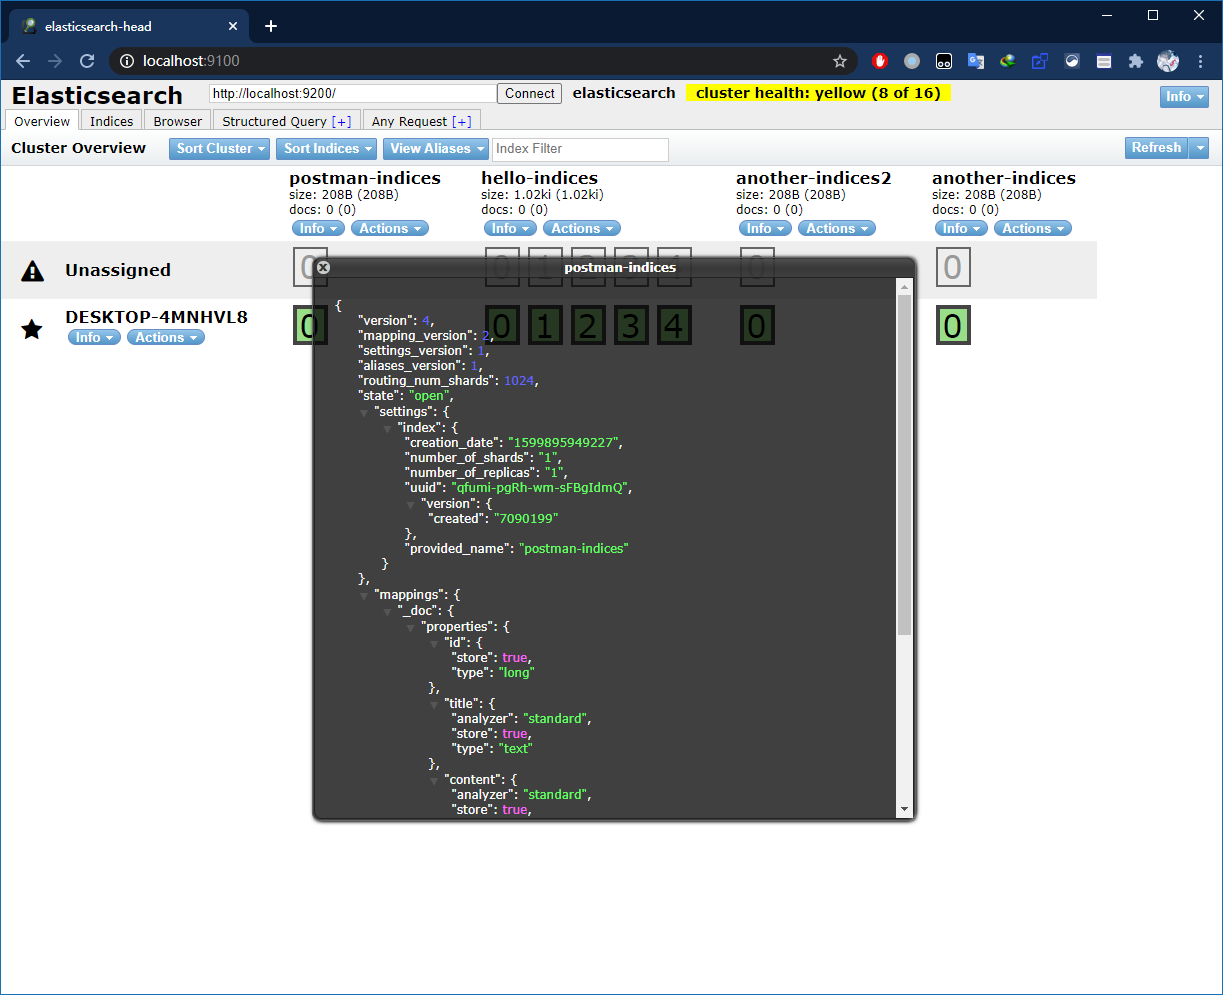 elasticsearch-head
localhost:9100
Elasticsearch
http://localhost:9200/
Connect
elasticsearch
cluster health: yellow (8 of 16)
Info
Overview
Indices
Browser
Structured Query [+]
Any Request [+]
Cluster Overview
Sort Cluster
Sort Indices
View Aliases
Index Filter
Refresh
postman-indices
hello-indices
another-indices2
another-indices
size: 208B (208B)
size: 1.02ki (1.02ki)
size: 208B (208B)
size: 208B (208B)
docs: 0 (0)
docs: 0 (0)
docs: 0 (0)
docs: 0 (0)
Info Actions
Info Actions
Info Actions
Info Actions
Unassigned
0
0 1 2 3 4
0
0
DESKTOP-4MNHVL8
Info Actions
0
0 1 2 3 4
0
0
postman-indices
{
"version": 4,
"mapping_version": 2,
"settings_version": 1,
"aliases_version": 1,
"routing_num_shards": 1024,
"state": "open",
"settings": {
"index": {
"creation_date": "1599895949227",
"number_of_shards": "1",
"number_of_replicas": "1",
"uuid": "qfumi-pgRh-wm-sFBgIdmQ",
"version": {
"created": "7090199"
},
"provided_name": "postman-indices"
}
},
"mappings": {
"_doc": {
"properties": {
"id": {
"store": true,
"type": "long"
},
"title": {
"analyzer": "standard",
"store": true,
"type": "text"
},
"content": {
"analyzer": "standard",
"store": true,